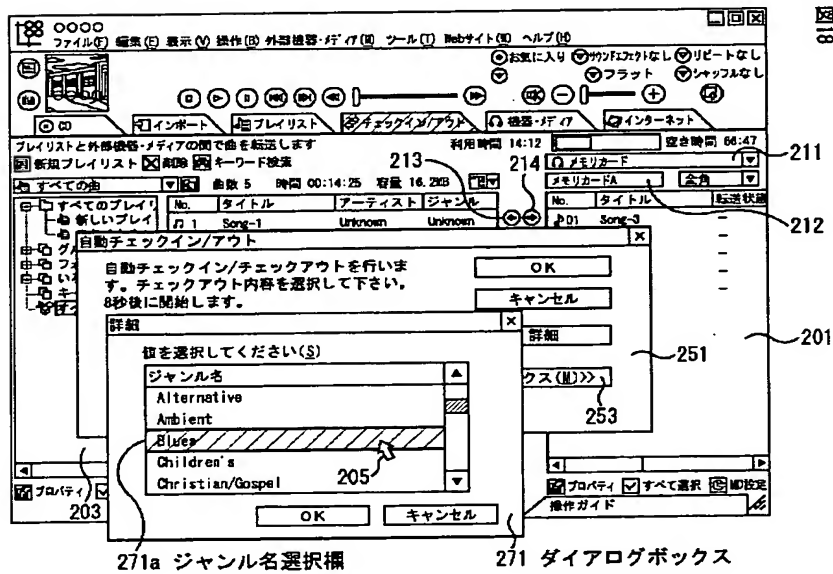 図18
○○○○
ファイル(F) 編集(E) 表示(V) 操作(B) 外部機器・メディア(M) ツール(T) Webサイト(W) ヘルプ(H)
お気に入り サウンドエフェクトなし リピートなし
フラット シャッフルなし
CD インポート プレイリスト チェックイン/アウト 機器・メディア インターネット
プレイリストと外部機器・メディアの間で曲を転送します 利用時間 14:12 空き時間 66:47
新規プレイリスト 削除 キーワード検索 213 214 メモリカード 211
すべての曲 曲数 5 時間 00:14:25 容量 16.2MB メモリカードA 全角 212
すべてのプレイリ No. タイトル アーティスト ジャンル No. タイトル 転送状態
新しいプレイ 1 Song-1 Unknown Unknown 01 Song-3
自動チェックイン/アウト
自動チェックイン/チェックアウトを行いま
す。チェックアウト内容を選択して下さい。
8秒後に開始します。
OK
キャンセル
詳細
クス(M)>>
251
253
201
詳細
値を選択してください(S)
ジャンル名
Alternative
Ambient
Blues
Children's
Christian/Gospel
205
OK キャンセル
プロパティ
203
プロパティ すべて選択 MD設定
操作ガイド
271a ジャンル名選択欄 271 ダイアログボックス